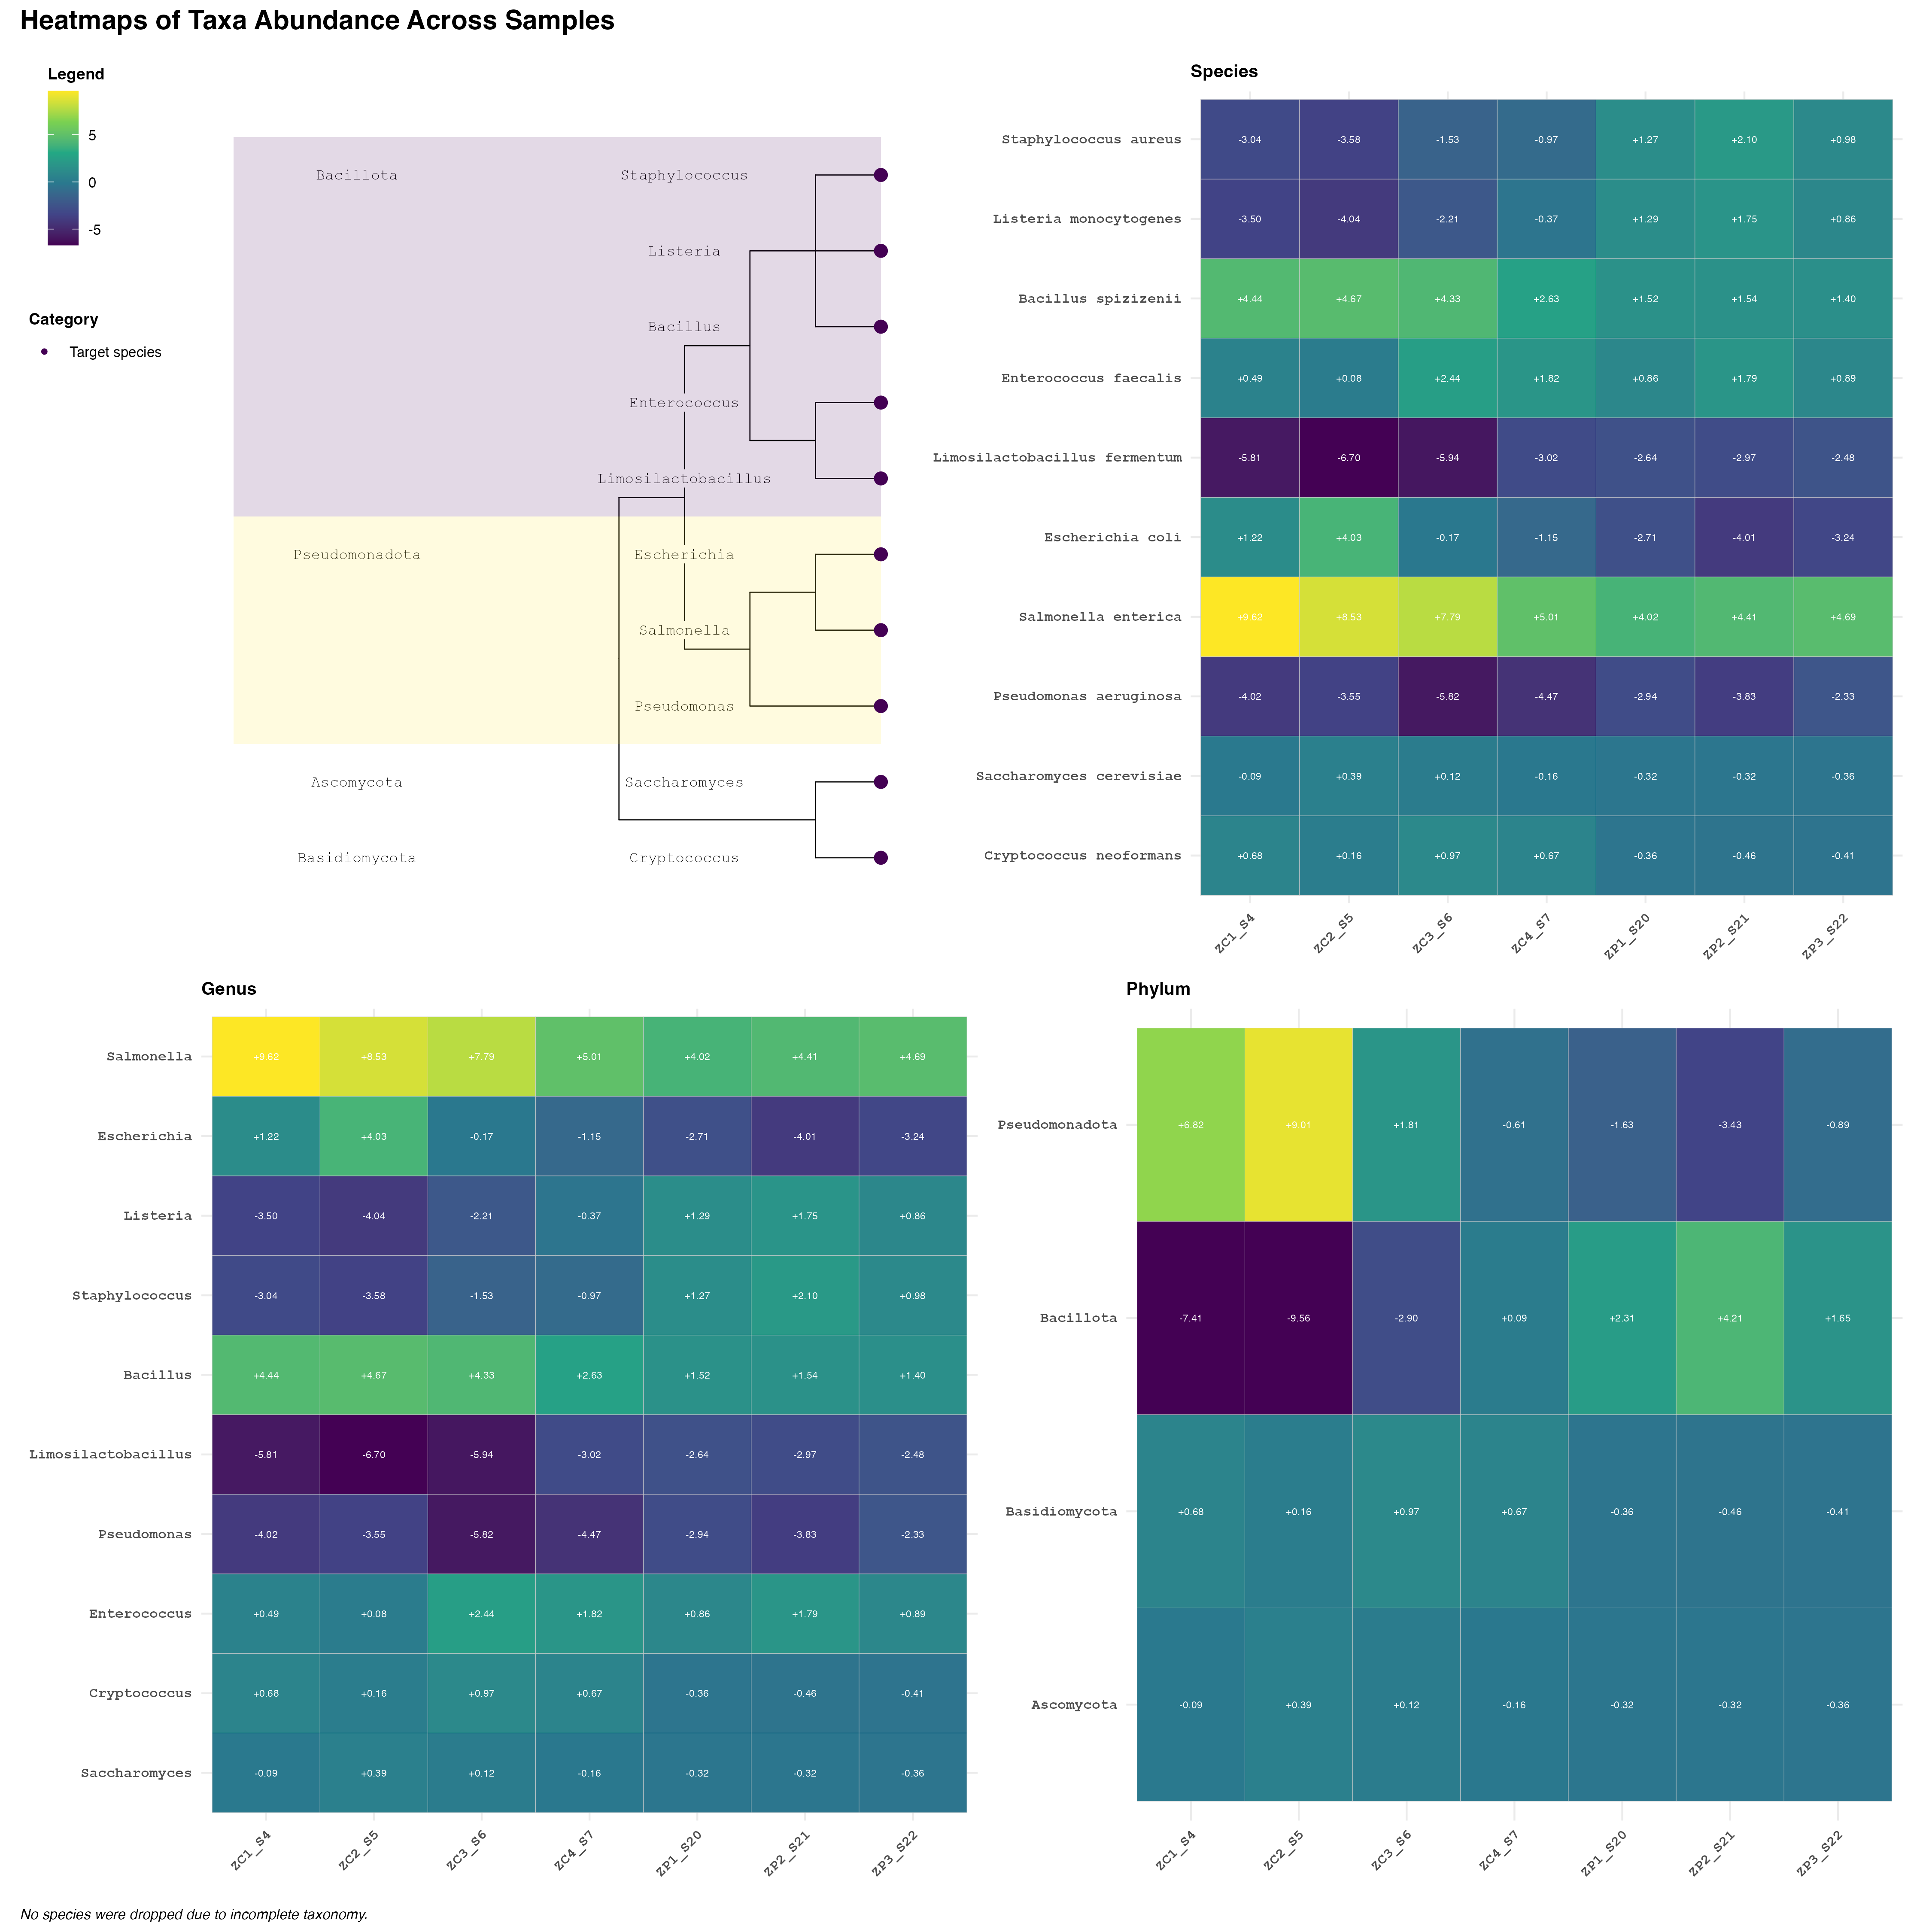 Heatmaps of Taxa Abundance Across Samples
Legend
5
0
-5
Category
Target species
Bacillota Staphylococcus
Listeria
Bacillus
Enterococcus
Limosilactobacillus
Pseudomonadota Escherichia
Salmonella
Pseudomonas
Ascomycota Saccharomyces
Basidiomycota Cryptococcus
Species
Staphylococcus aureus -3.04 -3.58 -1.53 -0.97 +1.27 +2.10 +0.98
Listeria monocytogenes -3.50 -4.04 -2.21 -0.37 +1.29 +1.75 +0.86
Bacillus spizizenii +4.44 +4.67 +4.33 +2.63 +1.52 +1.54 +1.40
Enterococcus faecalis +0.49 +0.08 +2.44 +1.82 +0.86 +1.79 +0.89
Limosilactobacillus fermentum -5.81 -6.70 -5.94 -3.02 -2.64 -2.97 -2.48
Escherichia coli +1.22 +4.03 -0.17 -1.15 -2.71 -4.01 -3.24
Salmonella enterica +9.62 +8.53 +7.79 +5.01 +4.02 +4.41 +4.69
Pseudomonas aeruginosa -4.02 -3.55 -5.82 -4.47 -2.94 -3.83 -2.33
Saccharomyces cerevisiae -0.09 +0.39 +0.12 -0.16 -0.32 -0.32 -0.36
Cryptococcus neoformans +0.68 +0.16 +0.97 +0.67 -0.36 -0.46 -0.41
ZC1_S4 ZC2_S5 ZC3_S6 ZC4_S7 ZP1_S20 ZP2_S21 ZP3_S22
Genus
Salmonella +9.62 +8.53 +7.79 +5.01 +4.02 +4.41 +4.69
Escherichia +1.22 +4.03 -0.17 -1.15 -2.71 -4.01 -3.24
Listeria -3.50 -4.04 -2.21 -0.37 +1.29 +1.75 +0.86
Staphylococcus -3.04 -3.58 -1.53 -0.97 +1.27 +2.10 +0.98
Bacillus +4.44 +4.67 +4.33 +2.63 +1.52 +1.54 +1.40
Limosilactobacillus -5.81 -6.70 -5.94 -3.02 -2.64 -2.97 -2.48
Pseudomonas -4.02 -3.55 -5.82 -4.47 -2.94 -3.83 -2.33
Enterococcus +0.49 +0.08 +2.44 +1.82 +0.86 +1.79 +0.89
Cryptococcus +0.68 +0.16 +0.97 +0.67 -0.36 -0.46 -0.41
Saccharomyces -0.09 +0.39 +0.12 -0.16 -0.32 -0.32 -0.36
ZC1_S4 ZC2_S5 ZC3_S6 ZC4_S7 ZP1_S20 ZP2_S21 ZP3_S22
Phylum
Pseudomonadota +6.82 +9.01 +1.81 -0.61 -1.63 -3.43 -0.89
Bacillota -7.41 -9.56 -2.90 +0.09 +2.31 +4.21 +1.65
Basidiomycota +0.68 +0.16 +0.97 +0.67 -0.36 -0.46 -0.41
Ascomycota -0.09 +0.39 +0.12 -0.16 -0.32 -0.32 -0.36
ZC1_S4 ZC2_S5 ZC3_S6 ZC4_S7 ZP1_S20 ZP2_S21 ZP3_S22
No species were dropped due to incomplete taxonomy.